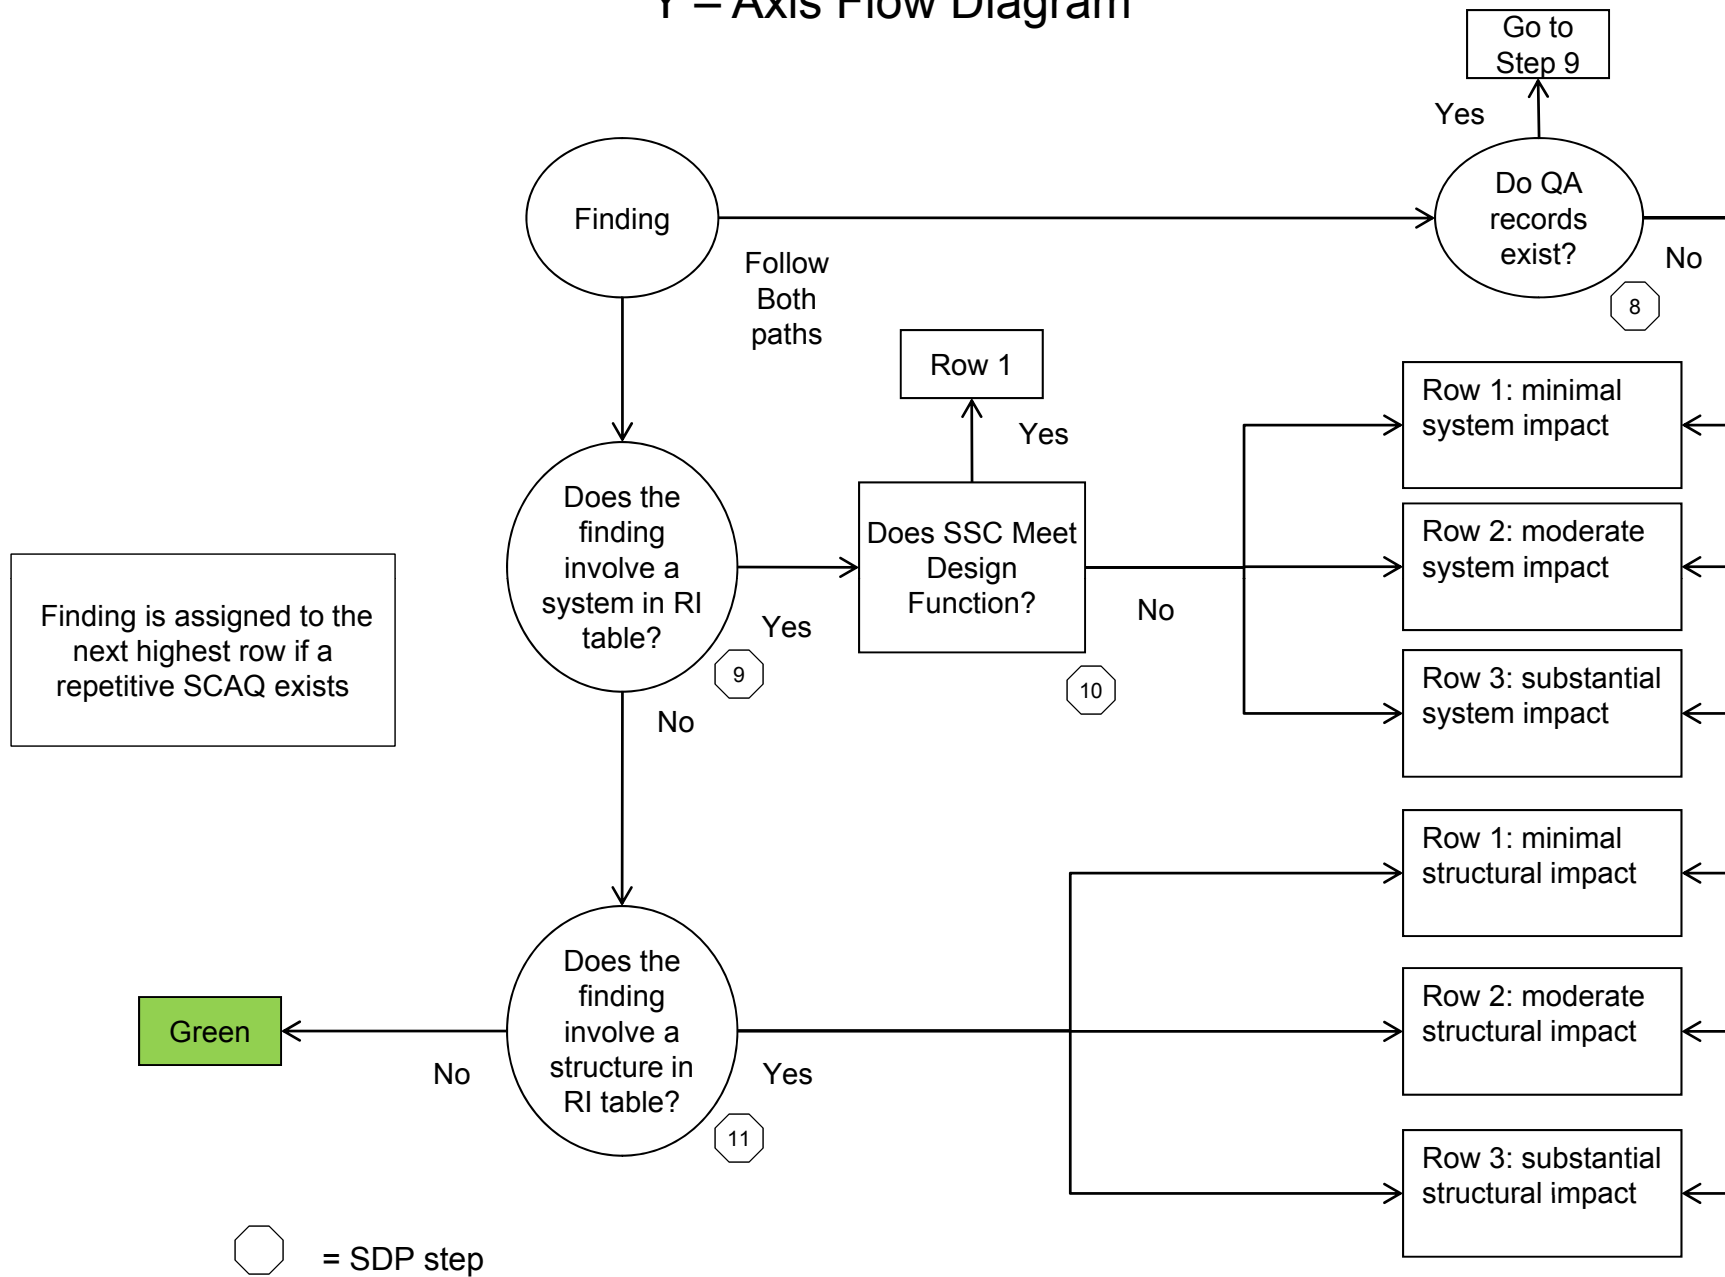 Y – Axis Flow Diagram
Go to
Step 9
Yes
Finding
Do QA
records
exist?
Follow
Both
paths
No
8
Row 1
Yes
Row 1: minimal
system impact
Does the
finding
involve a
system in RI
table?
Does SSC Meet
Design
Function?
Row 2: moderate
system impact
Yes
No
9
10
Row 3: substantial
system impact
Finding is assigned to the
next highest row if a
repetitive SCAQ exists
No
Row 1: minimal
structural impact
Does the
finding
involve a
structure in
RI table?
Green
No
Yes
11
Row 2: moderate
structural impact
Row 3: substantial
structural impact
= SDP step